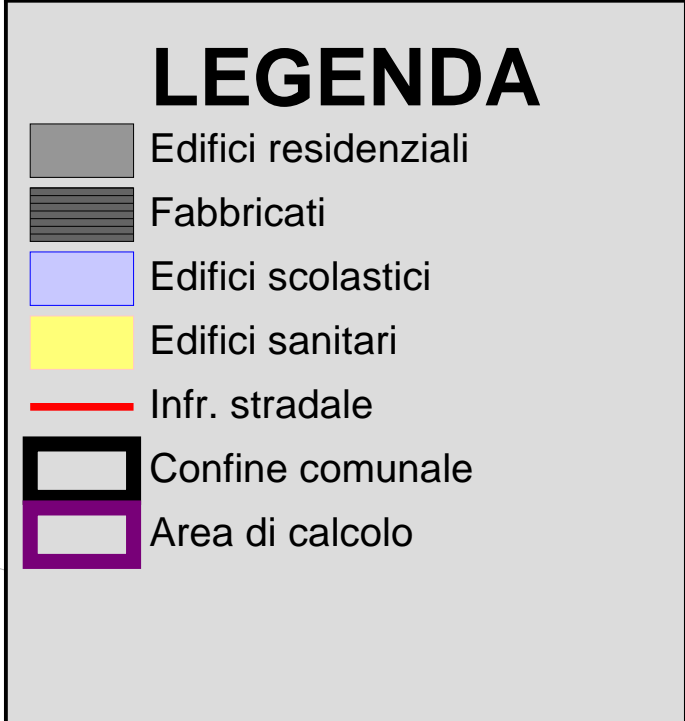 LEGENDA
Edifici residenziali
Fabbricati
Edifici scolastici
Edifici sanitari
Infr. stradale
Confine comunale
Area di calcolo